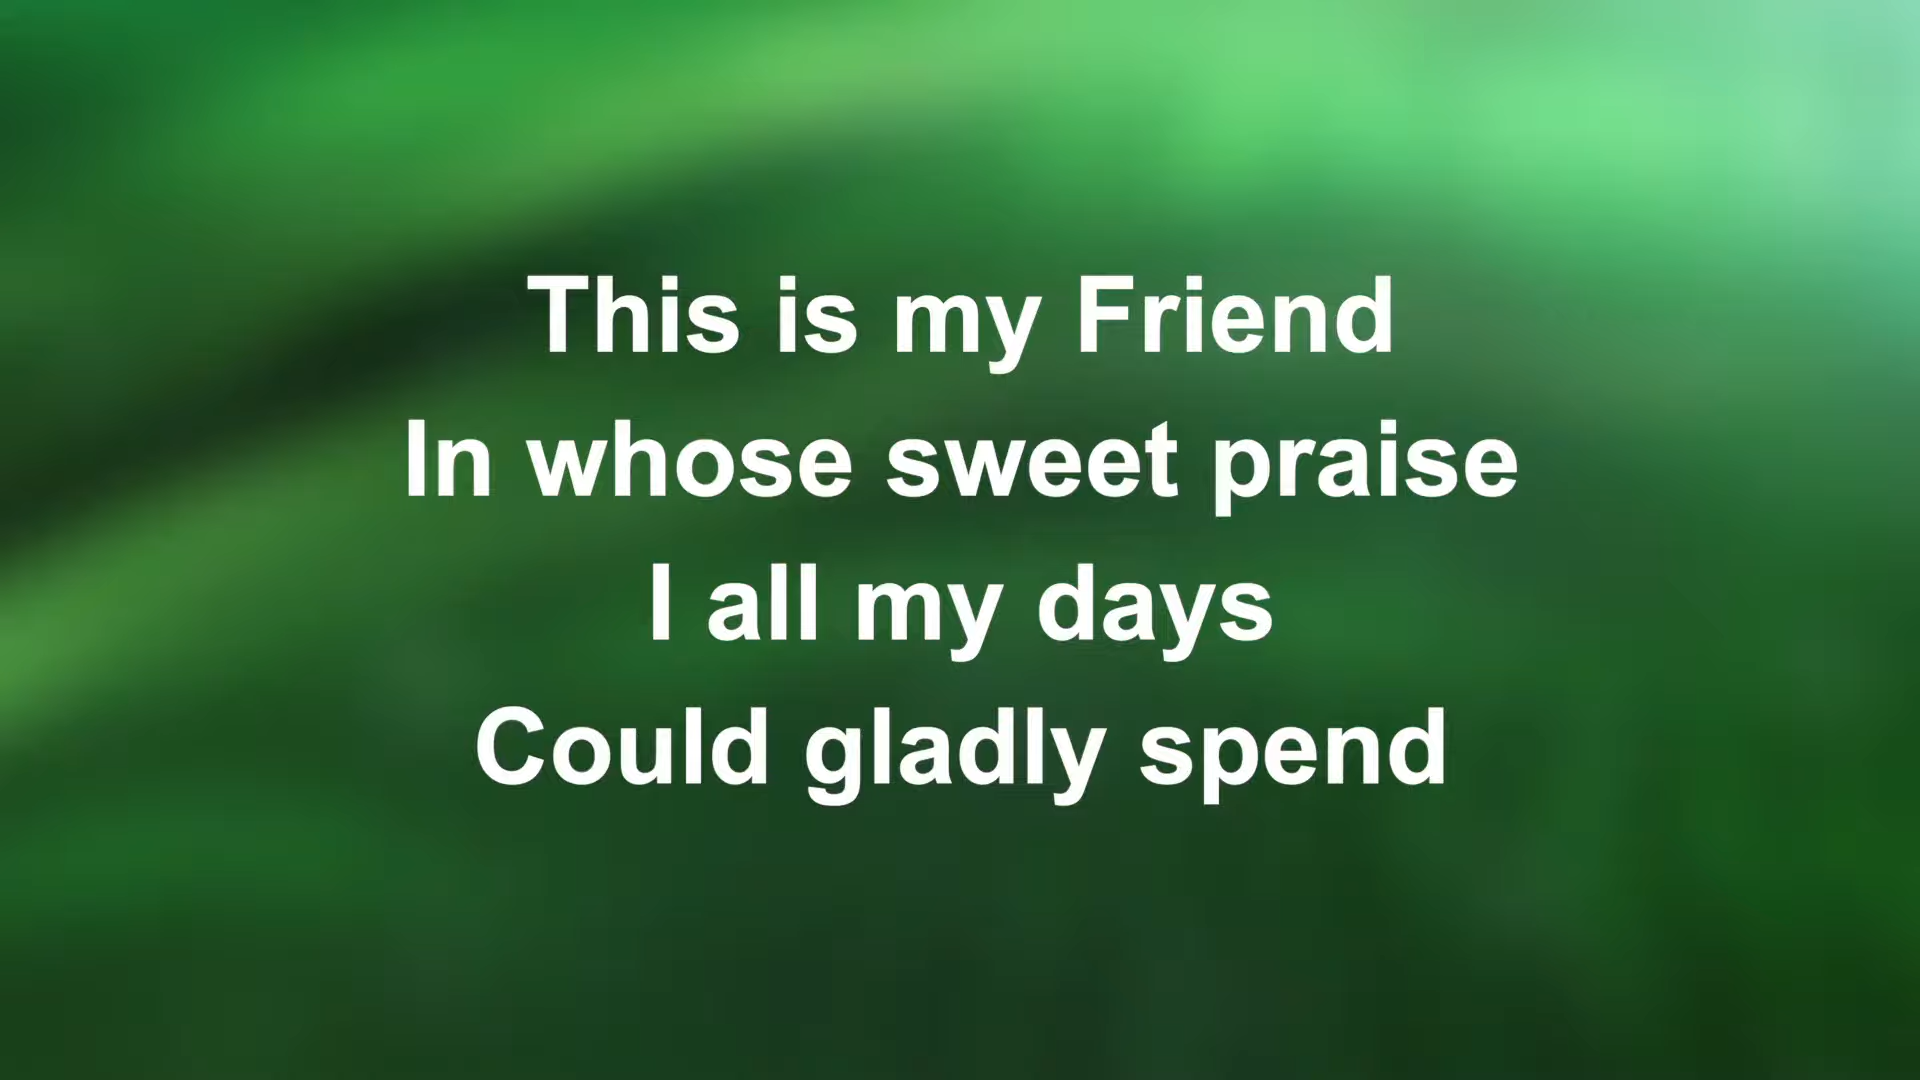 This is my Friend
In whose sweet praise
I all my days
Could gladly spend